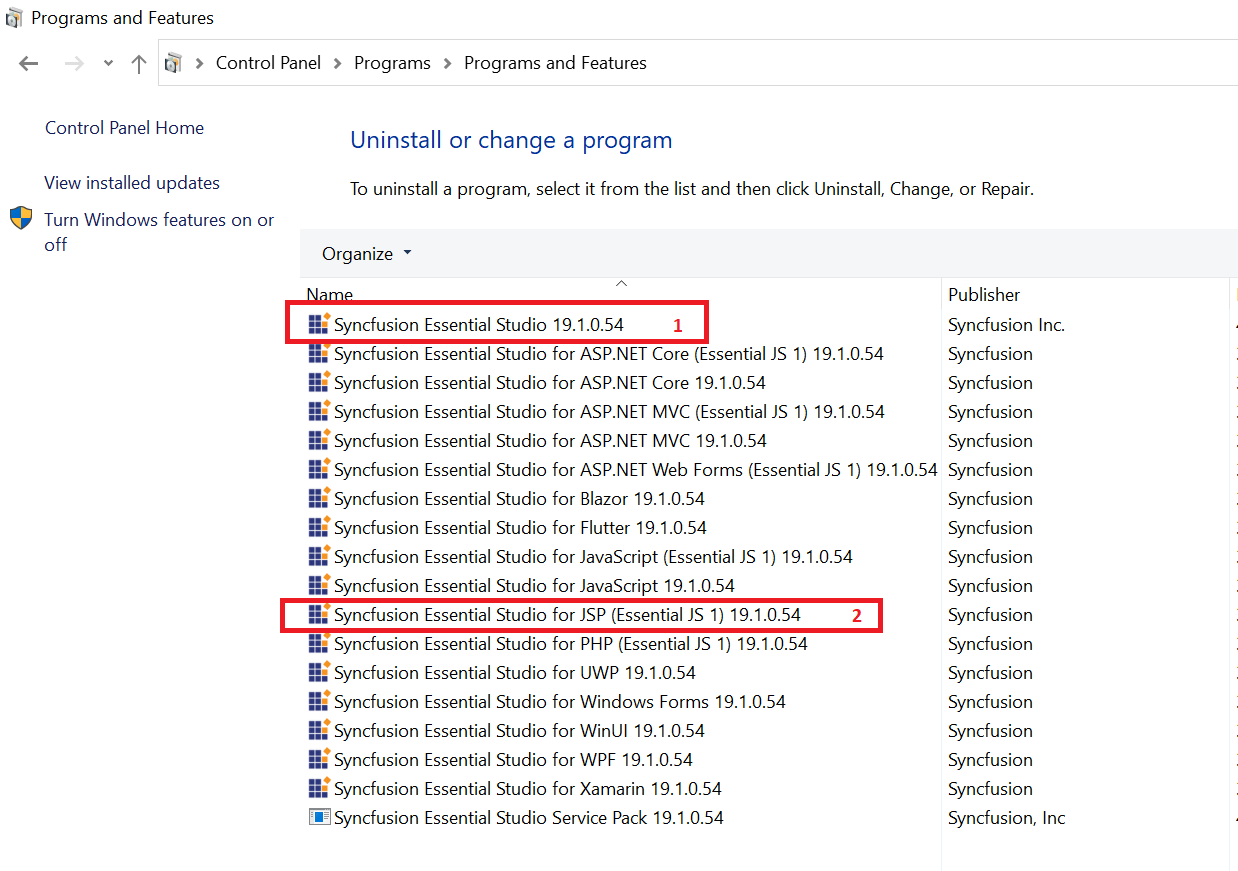 Programs and Features
Control Panel > Programs > Programs and Features
Control Panel Home
View installed updates
Turn Windows features on or
off
Uninstall or change a program
To uninstall a program, select it from the list and then click Uninstall, Change, or Repair.
Organize
Name Publisher
Syncfusion Essential Studio 19.1.0.54 1 Syncfusion Inc.
Syncfusion Essential Studio for ASP.NET Core (Essential JS 1) 19.1.0.54 Syncfusion
Syncfusion Essential Studio for ASP.NET Core 19.1.0.54 Syncfusion
Syncfusion Essential Studio for ASP.NET MVC (Essential JS 1) 19.1.0.54 Syncfusion
Syncfusion Essential Studio for ASP.NET MVC 19.1.0.54 Syncfusion
Syncfusion Essential Studio for ASP.NET Web Forms (Essential JS 1) 19.1.0.54 Syncfusion
Syncfusion Essential Studio for Blazor 19.1.0.54 Syncfusion
Syncfusion Essential Studio for Flutter 19.1.0.54 Syncfusion
Syncfusion Essential Studio for JavaScript (Essential JS 1) 19.1.0.54 Syncfusion
Syncfusion Essential Studio for JavaScript 19.1.0.54 Syncfusion
Syncfusion Essential Studio for JSP (Essential JS 1) 19.1.0.54 2 Syncfusion
Syncfusion Essential Studio for PHP (Essential JS 1) 19.1.0.54 Syncfusion
Syncfusion Essential Studio for UWP 19.1.0.54 Syncfusion
Syncfusion Essential Studio for Windows Forms 19.1.0.54 Syncfusion
Syncfusion Essential Studio for WinUI 19.1.0.54 Syncfusion
Syncfusion Essential Studio for WPF 19.1.0.54 Syncfusion
Syncfusion Essential Studio for Xamarin 19.1.0.54 Syncfusion
Syncfusion Essential Studio Service Pack 19.1.0.54 Syncfusion, Inc